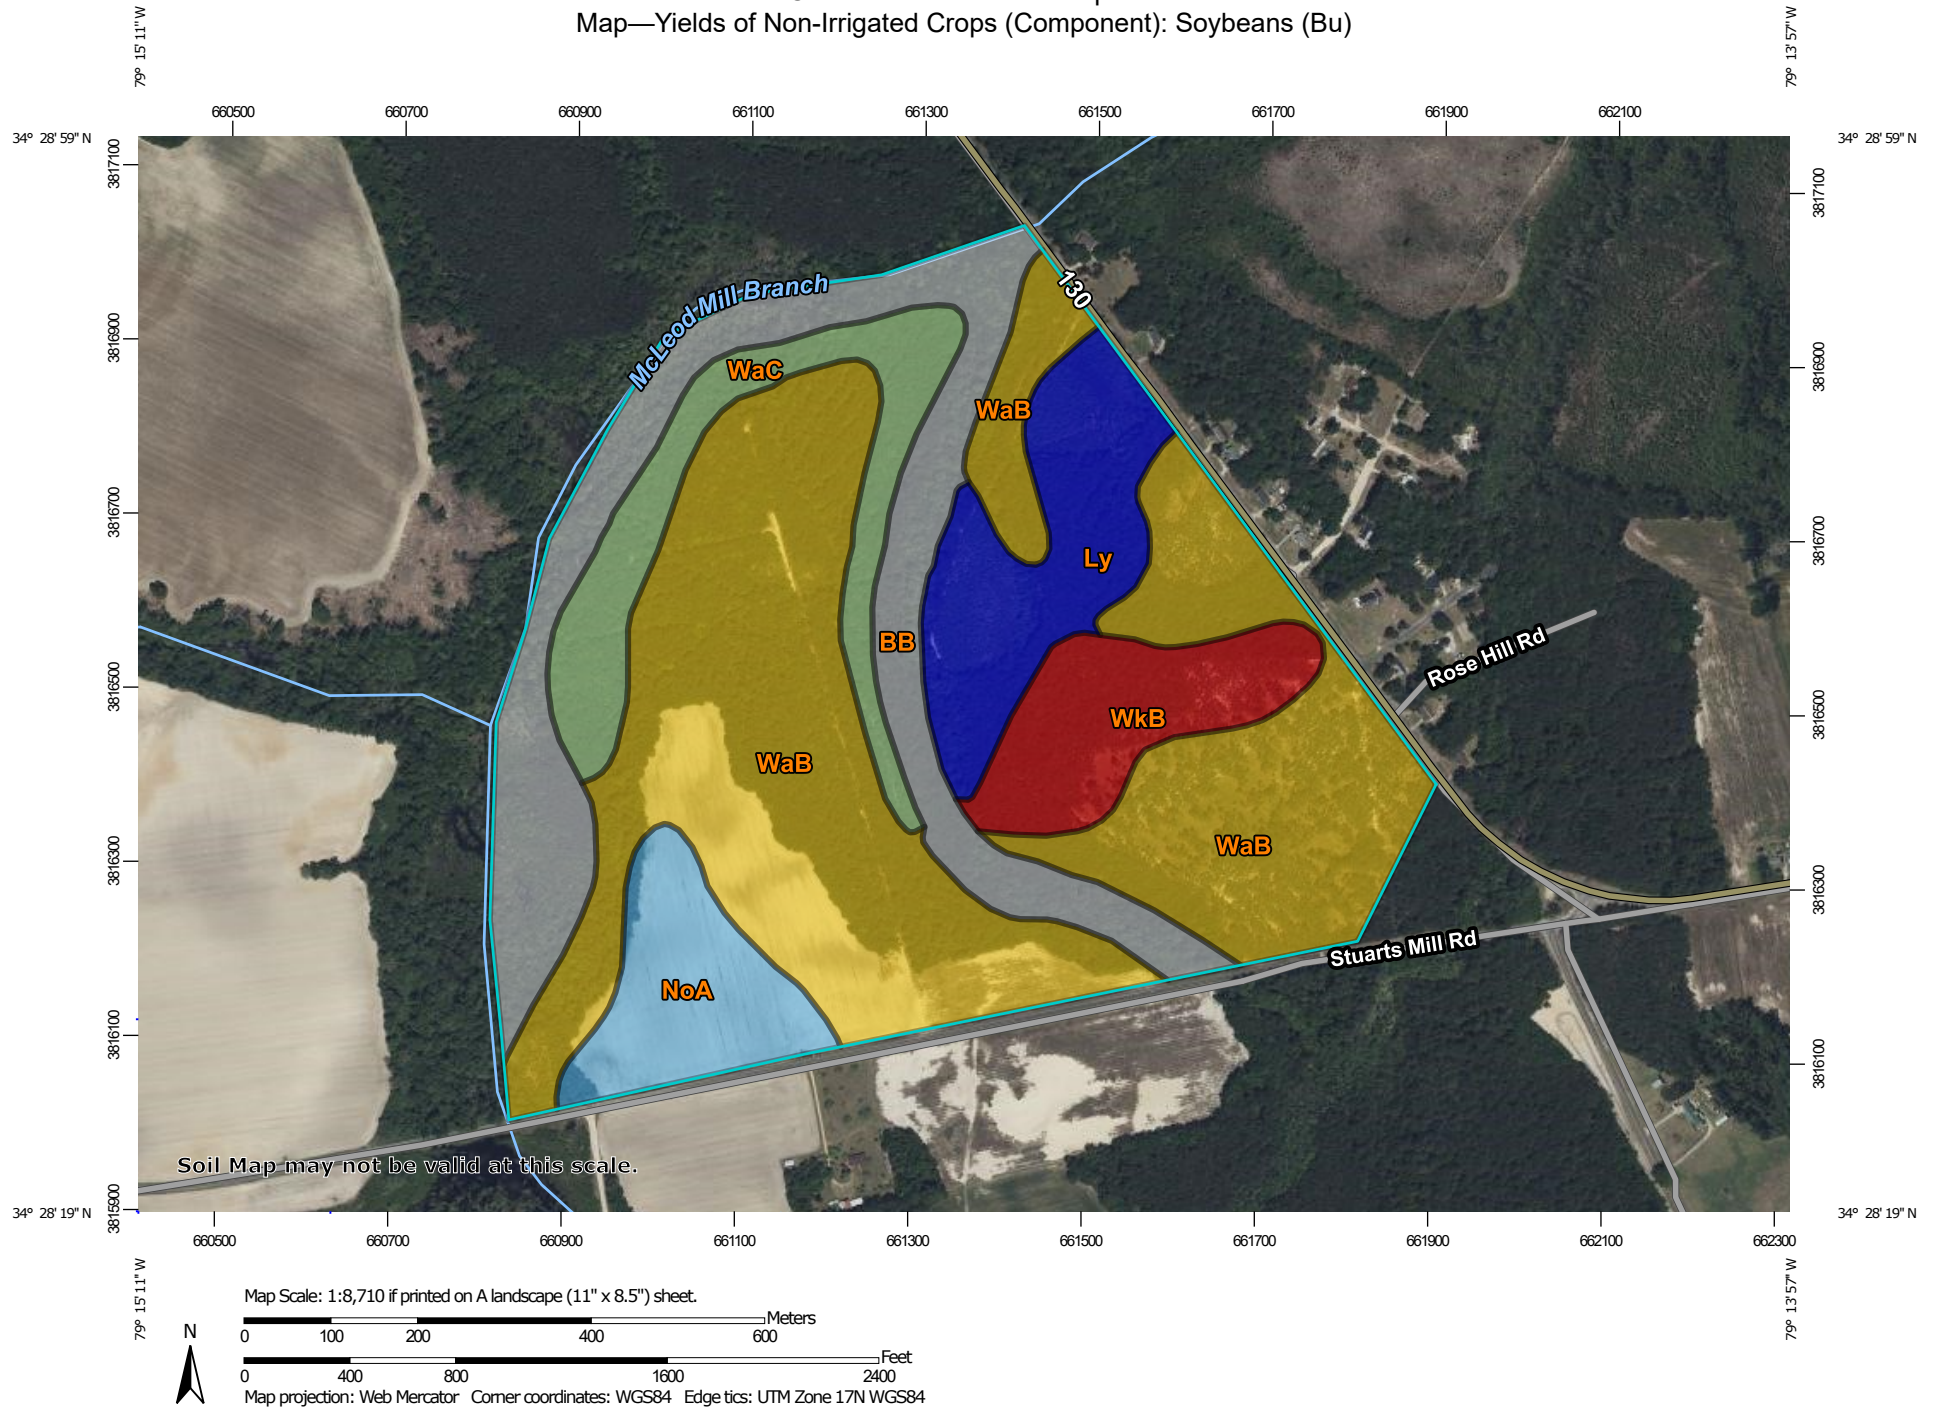 Map—Yields of Non-Irrigated Crops (Component): Soybeans (Bu)
79° 15' 11" W
79° 13' 57" W
660500 660700 660900 661100 661300 661500 661700 661900 662100
34° 28' 59" N
34° 28' 59" N
3817100
3816900
3816700
3816500
3816300
3816100
3815900
3817100
3816900
3816700
3816500
3816300
3816100
McLeod Mill Branch
130
WaC
WaB
Ly
BB
Rose Hill Rd
WkB
WaB
WaB
Stuarts Mill Rd
NoA
Soil Map may not be valid at this scale.
34° 28' 19" N
34° 28' 19" N
660500 660700 660900 661100 661300 661500 661700 661900 662100 662300
79° 15' 11" W
79° 13' 57" W
Map Scale: 1:8,710 if printed on A landscape (11" x 8.5") sheet.
Meters
0 100 200 400 600
N
Feet
0 400 800 1600 2400
Map projection: Web Mercator Corner coordinates: WGS84 Edge tics: UTM Zone 17N WGS84